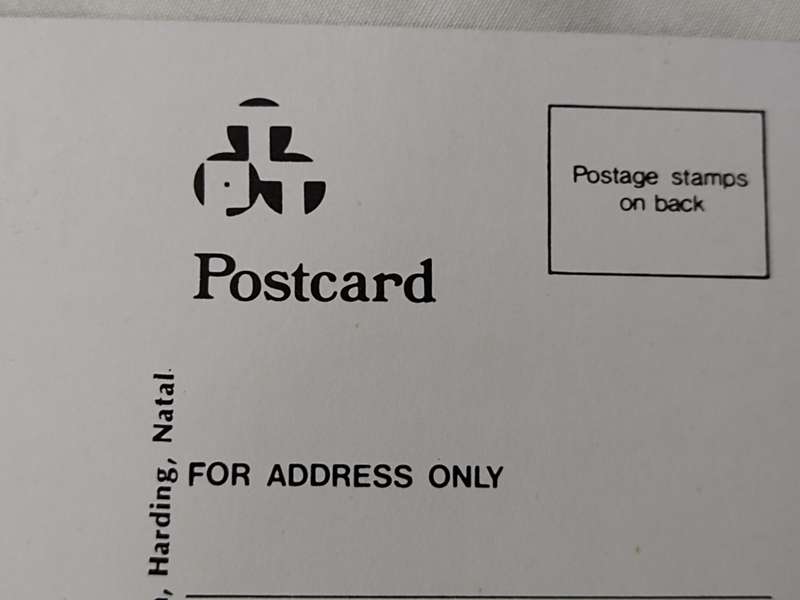 Postage stamps
on back
Postcard
FOR ADDRESS ONLY
, Harding, Natal.